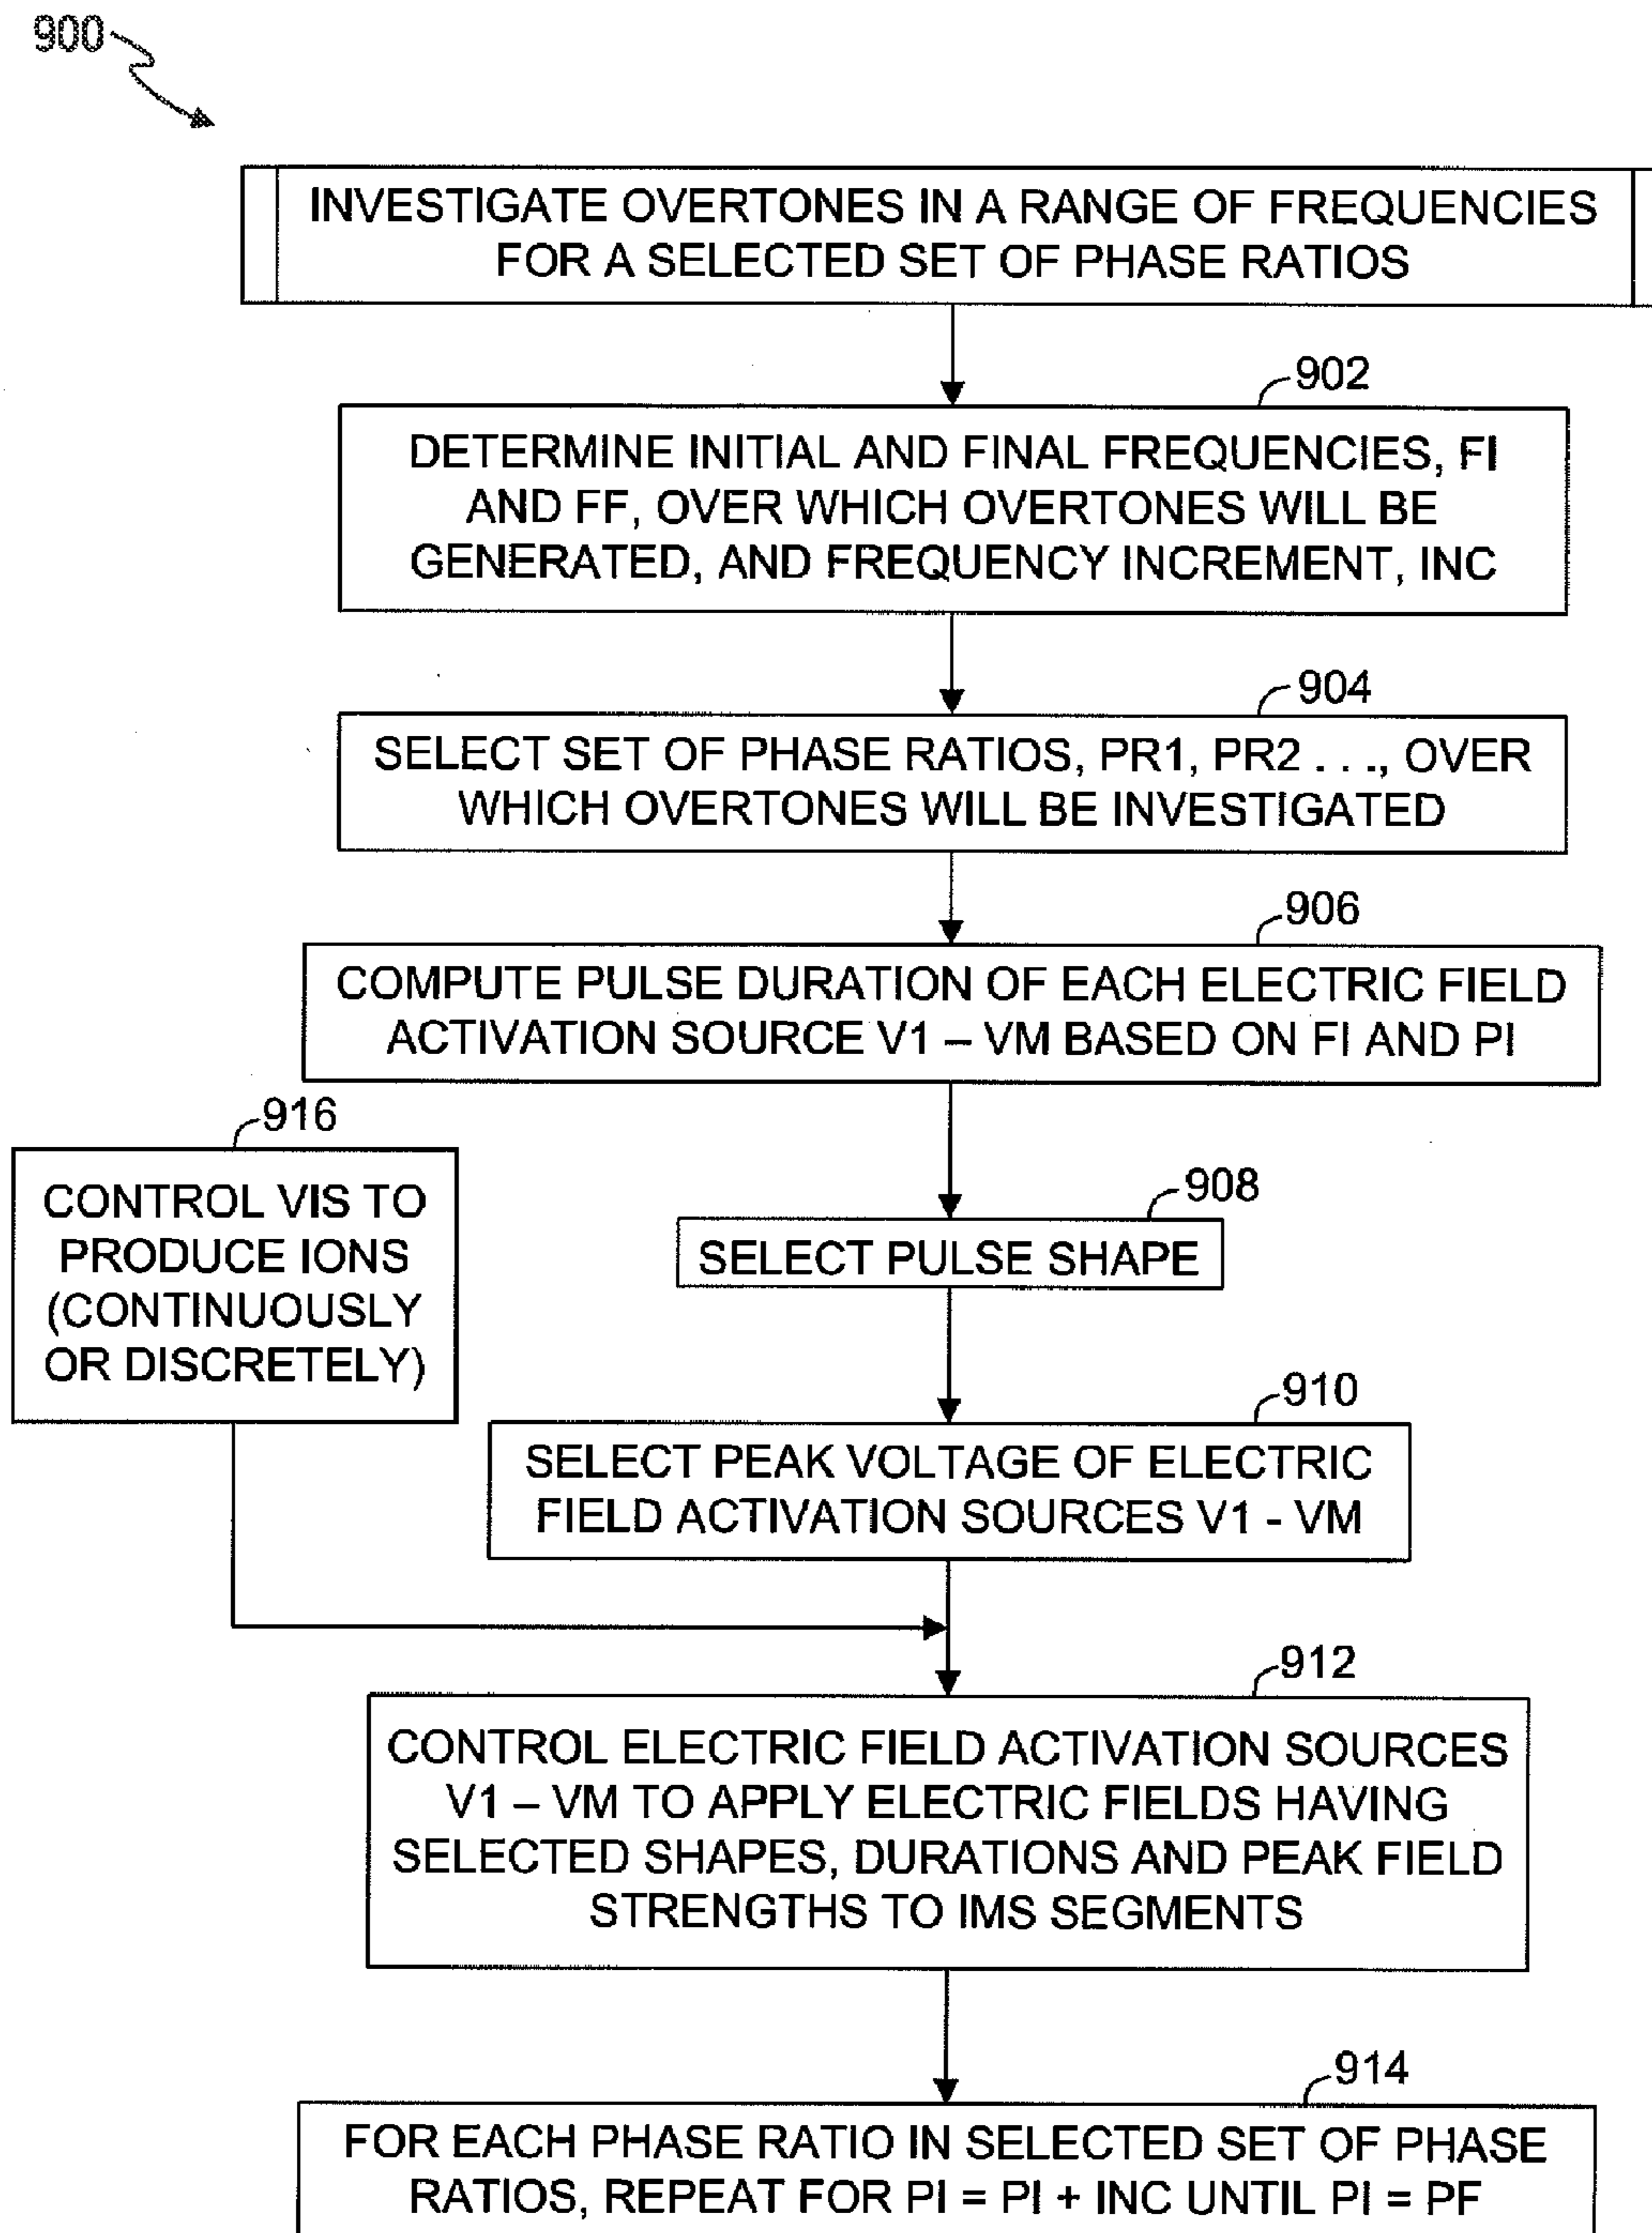 900
INVESTIGATE OVERTONES IN A RANGE OF FREQUENCIES
FOR A SELECTED SET OF PHASE RATIOS
902
DETERMINE INITIAL AND FINAL FREQUENCIES, FI
AND FF, OVER WHICH OVERTONES WILL BE
GENERATED, AND FREQUENCY INCREMENT, INC
904
SELECT SET OF PHASE RATIOS, PR1, PR2 . . ., OVER
WHICH OVERTONES WILL BE INVESTIGATED
906
COMPUTE PULSE DURATION OF EACH ELECTRIC FIELD
ACTIVATION SOURCE V1 – VM BASED ON FI AND PI
916
CONTROL VIS TO
PRODUCE IONS
(CONTINUOUSLY
OR DISCRETELY)
908
SELECT PULSE SHAPE
910
SELECT PEAK VOLTAGE OF ELECTRIC
FIELD ACTIVATION SOURCES V1 - VM
912
CONTROL ELECTRIC FIELD ACTIVATION SOURCES
V1 – VM TO APPLY ELECTRIC FIELDS HAVING
SELECTED SHAPES, DURATIONS AND PEAK FIELD
STRENGTHS TO IMS SEGMENTS
914
FOR EACH PHASE RATIO IN SELECTED SET OF PHASE
RATIOS, REPEAT FOR PI = PI + INC UNTIL PI = PF